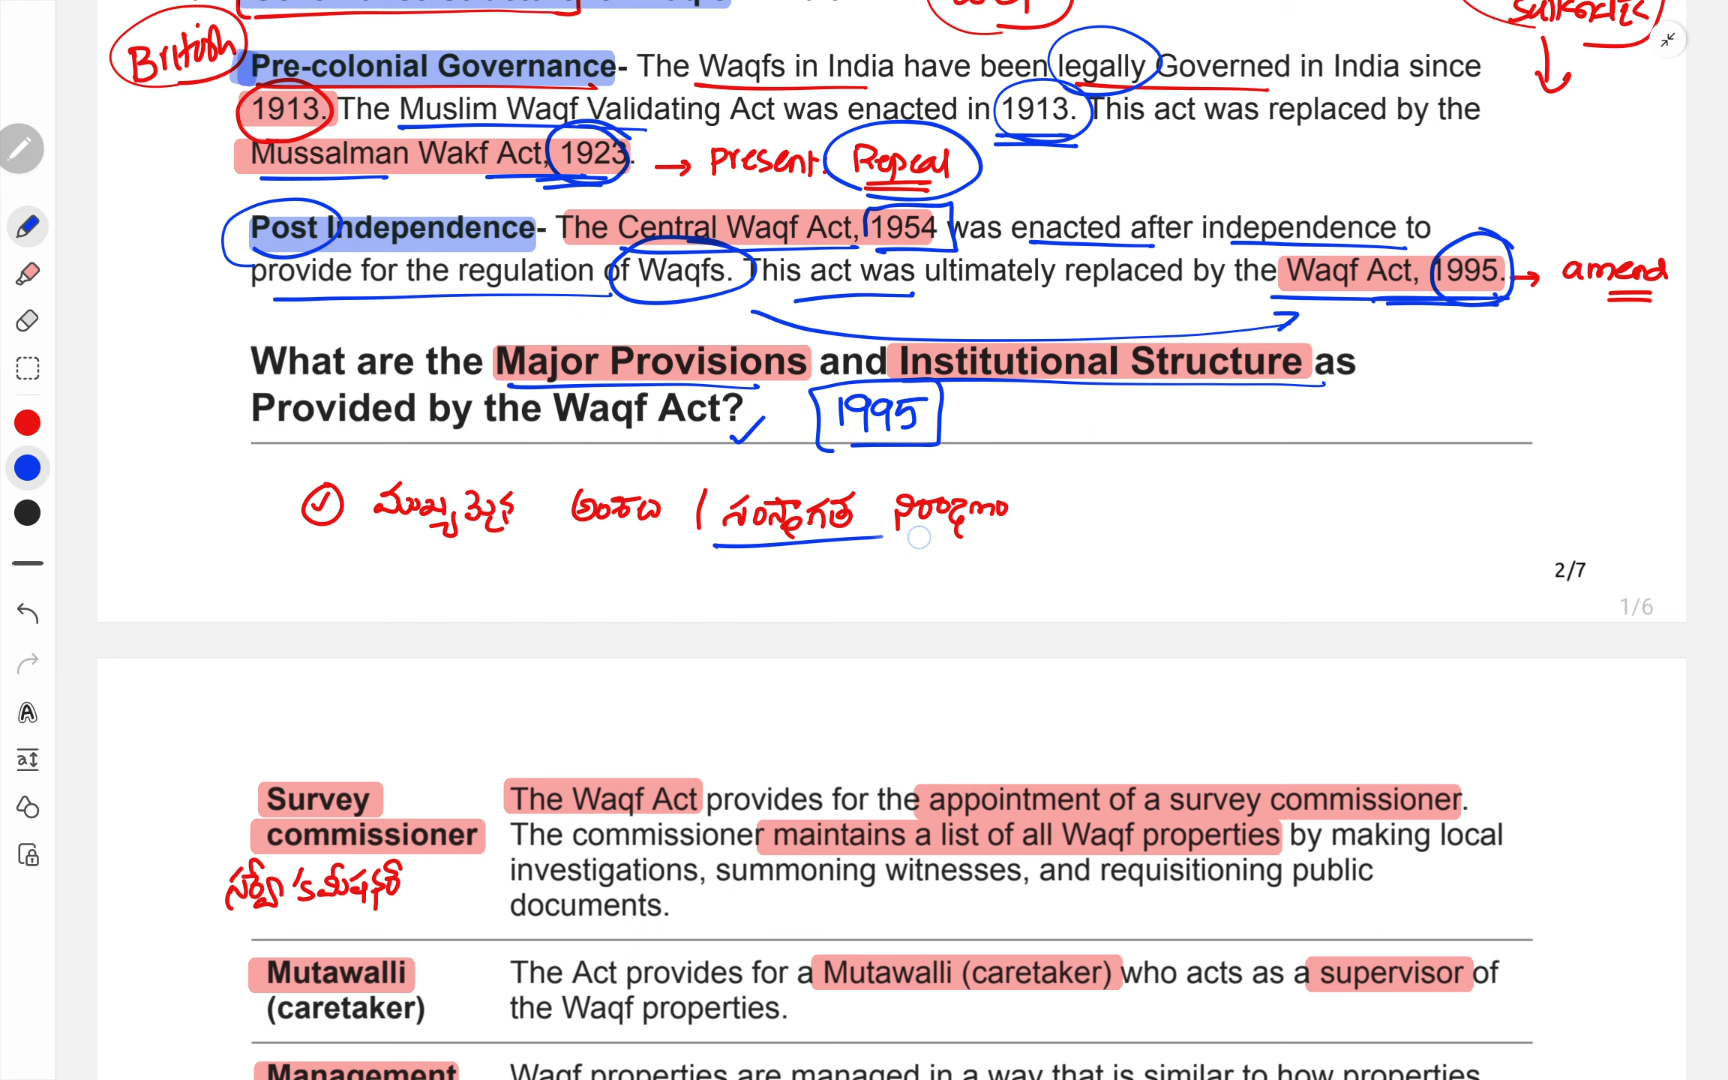 British
Pre-colonial Governance- The Waqfs in India have been legally Governed in India since
1913. The Muslim Waqf Validating Act was enacted in 1913. This act was replaced by the
Mussalman Wakf Act, 1923. → Present: Repeal
Post Independence- The Central Waqf Act, 1954 was enacted after independence to
provide for the regulation of Waqfs. This act was ultimately replaced by the Waqf Act, 1995. → amend
What are the Major Provisions and Institutional Structure as
Provided by the Waqf Act? 1995
ముఖ్యమైన / సంస్థాగత
2/7
1/6
Survey The Waqf Act provides for the appointment of a survey commissioner.
commissioner The commissioner maintains a list of all Waqf properties by making local
investigations, summoning witnesses, and requisitioning public
documents.
సర్వే కమిషనర్
Mutawalli The Act provides for a Mutawalli (caretaker) who acts as a supervisor of
(caretaker) the Waqf properties.
Management Waqf properties are managed in a way that is similar to how properties